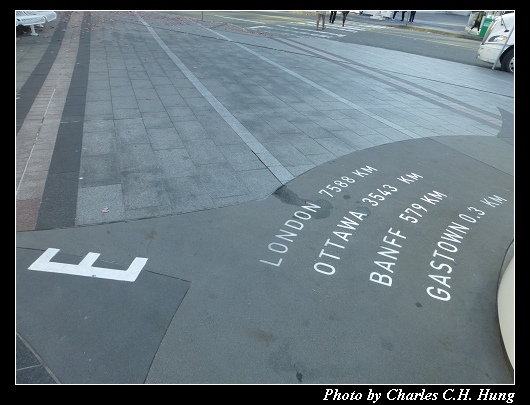 LONDON 7588 KM
OTTAWA 3543 KM
BANFF 579 KM
GASTOWN 0.3 KM
E
Photo by Charles C.H. Hung